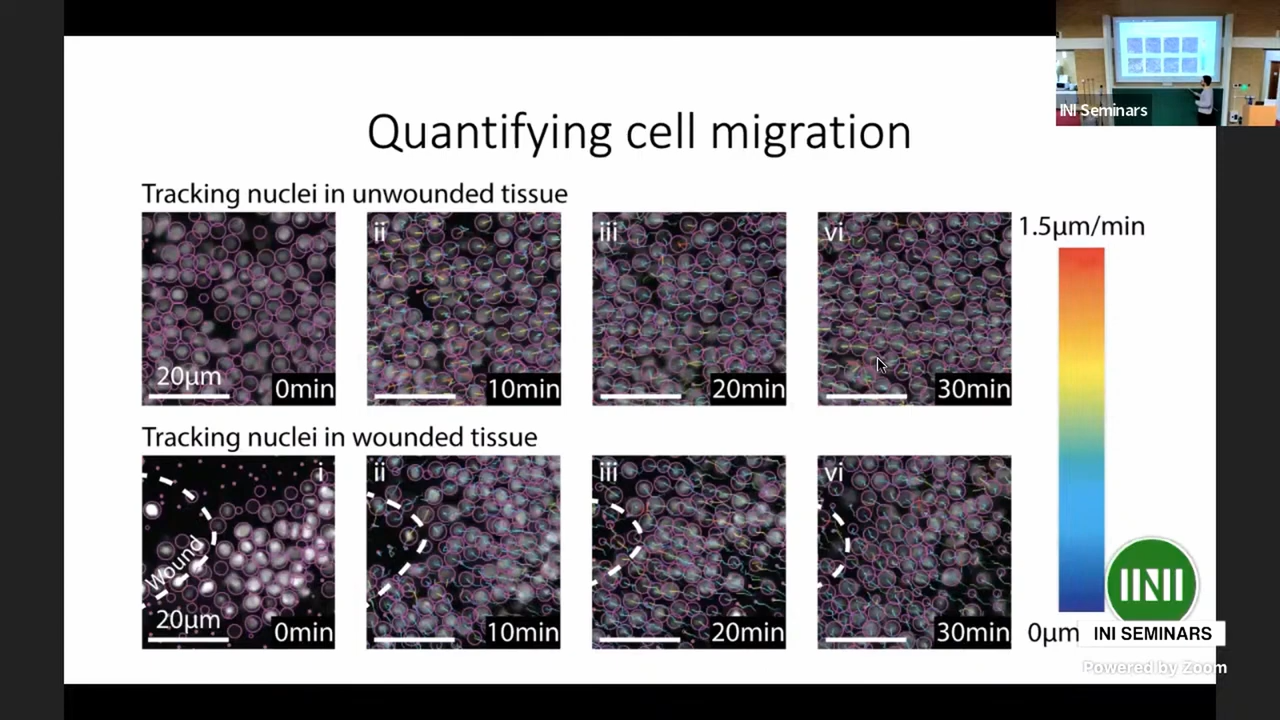 INI Seminars
Quantifying cell migration
Tracking nuclei in unwounded tissue
ii
iii
vi
1.5µm/min
20µm
0min
10min
20min
30min
Tracking nuclei in wounded tissue
i
ii
iii
vi
Wound
20µm
0min
10min
20min
30min
0µm
INI
INI SEMINARS
Powered by Zoom